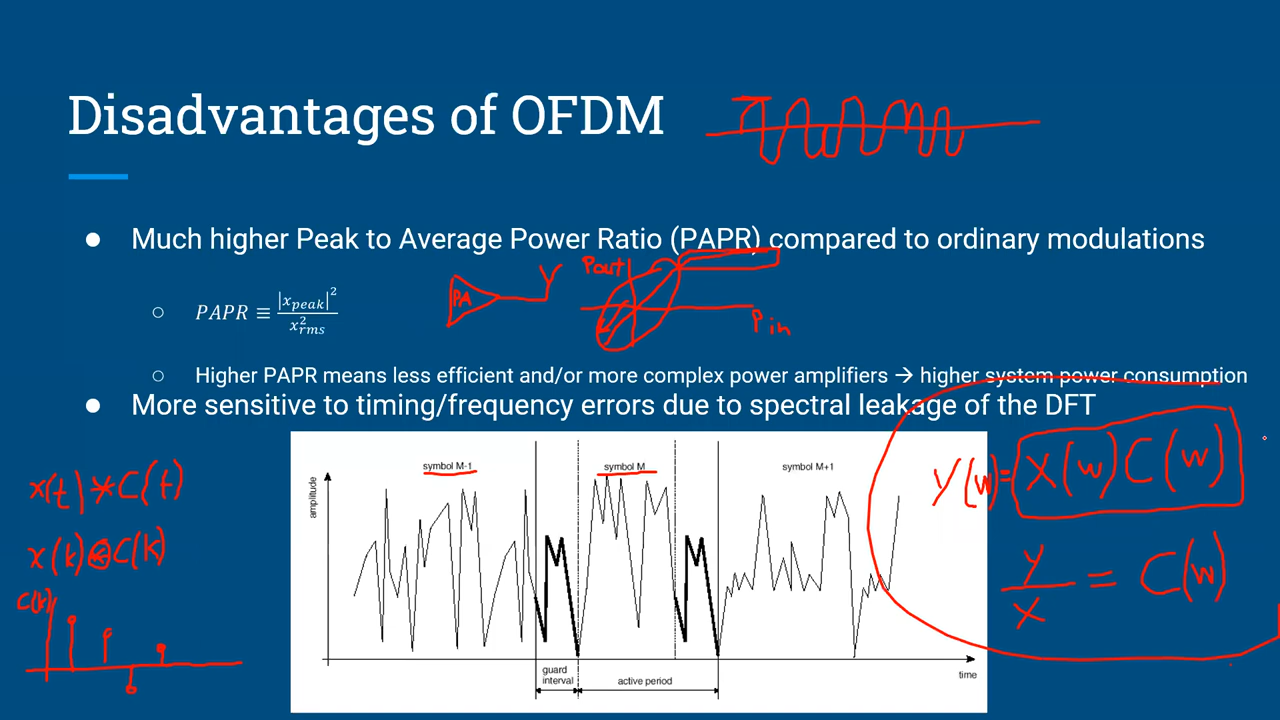 Disadvantages of OFDM
● Much higher Peak to Average Power Ratio (PAPR) compared to ordinary modulations
Pout
PA
P in
○ PAPR ≡ |x_peak|² / x²_rms
○ Higher PAPR means less efficient and/or more complex power amplifiers → higher system power consumption
● More sensitive to timing/frequency errors due to spectral leakage of the DFT
x(t) * C(t)
x(k) ⊛ C(k)
C(k)
amplitude
symbol M-1
symbol M
symbol M+1
guard
interval
active period
time
Y(w) = X(w) C(w)
Y/X = C(w)